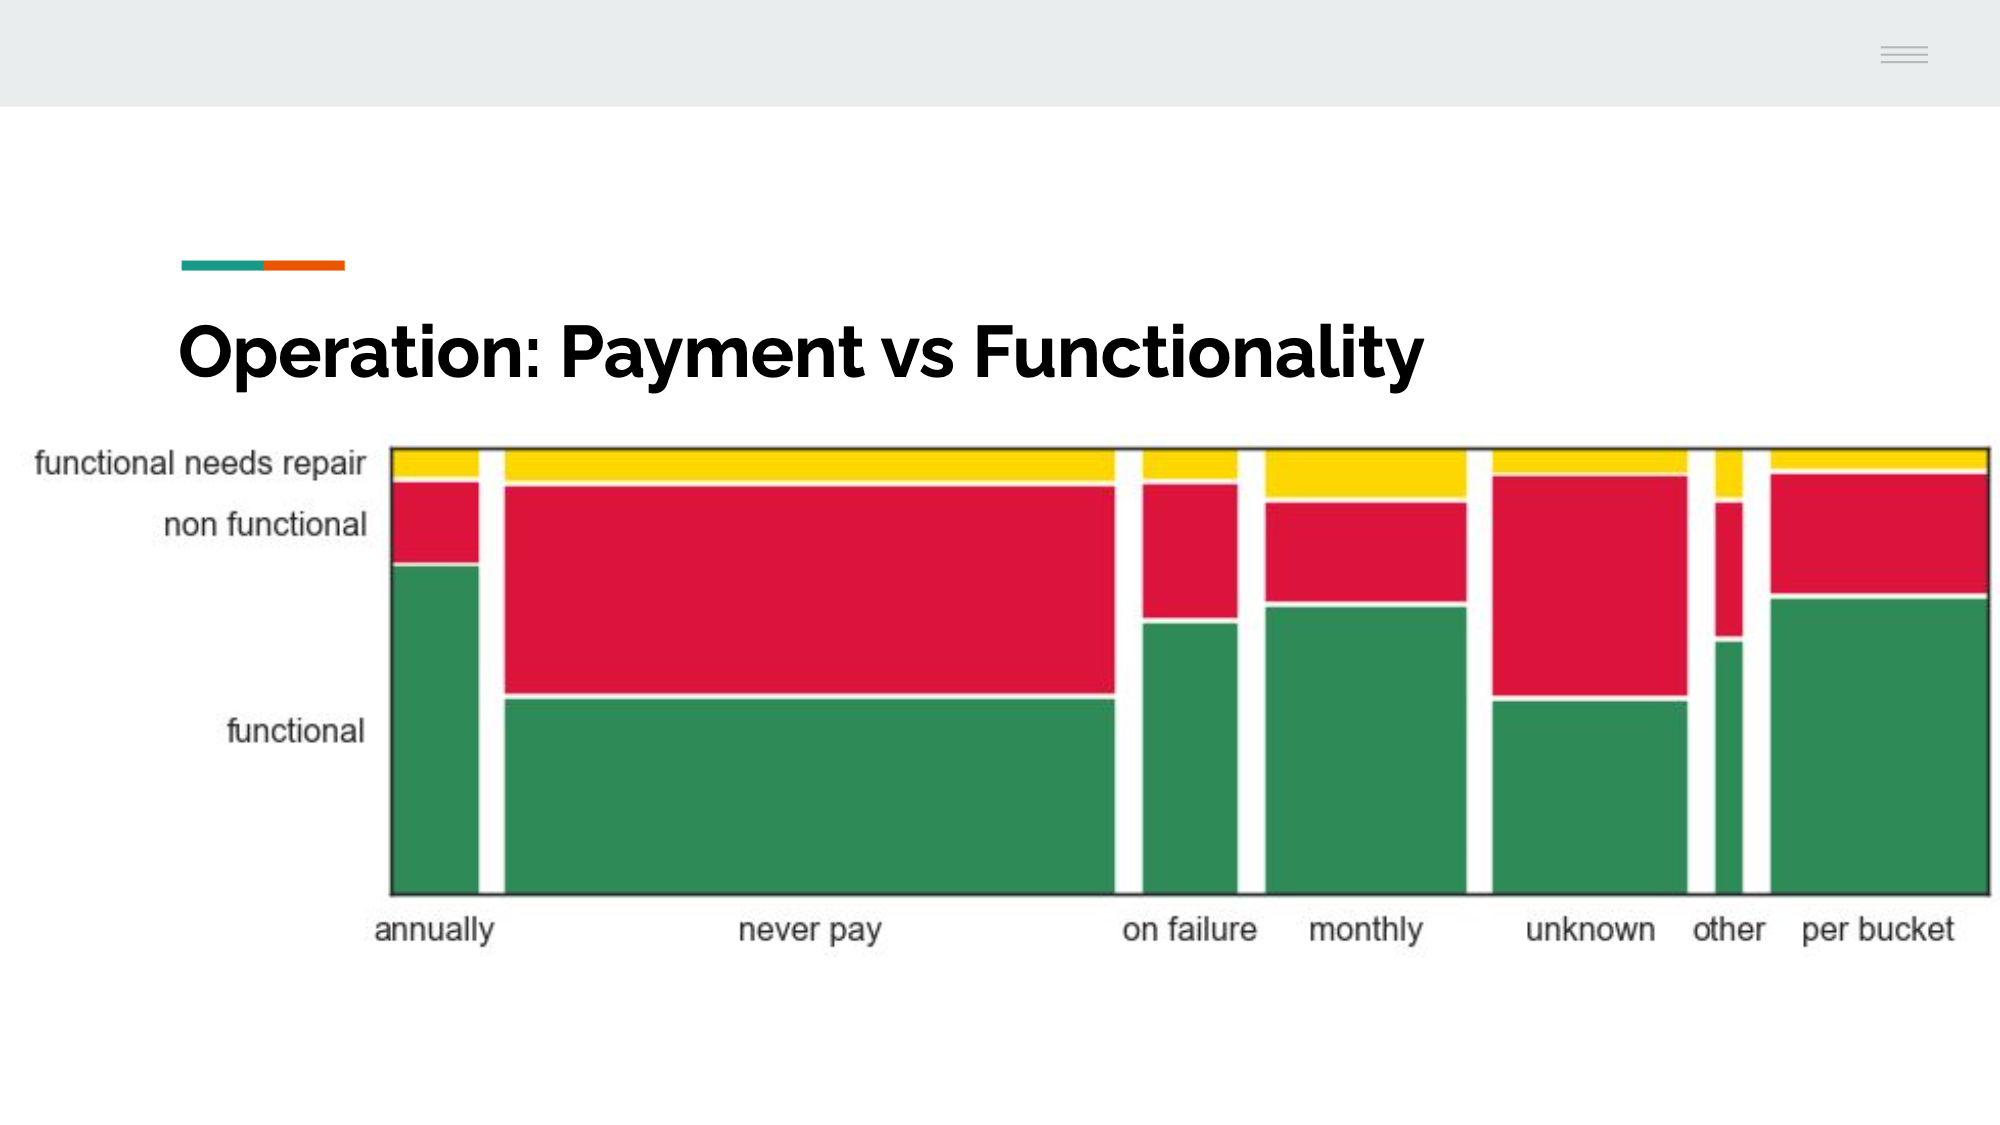 Operation: Payment vs Functionality
functional needs repair
non functional
functional
annually never pay on failure monthly unknown other per bucket